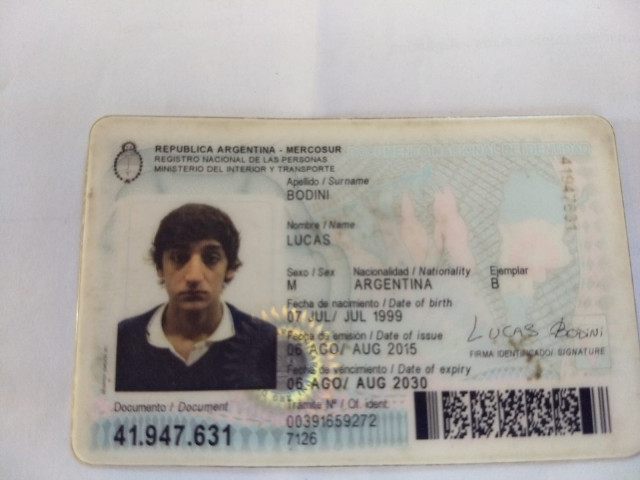 REPUBLICA ARGENTINA - MERCOSUR
REGISTRO NACIONAL DE LAS PERSONAS
MINISTERIO DEL INTERIOR Y TRANSPORTE
Apellido / Surname
BODINI
Nombre / Name
LUCAS
Sexo / Sex Nacionalidad / Nationality Ejemplar
M ARGENTINA B
Fecha de nacimiento / Date of birth
07 JUL/ JUL 1999
Fecha de emisión / Date of issue
06 AGO/ AUG 2015
LUCAS BODINI
FIRMA IDENTIFICADO/ SIGNATURE
Fecha de vencimiento / Date of expiry
06 AGO/ AUG 2030
Documento / Document
41.947.631
Trámite Nº / Of. ident.
00391659272
7126